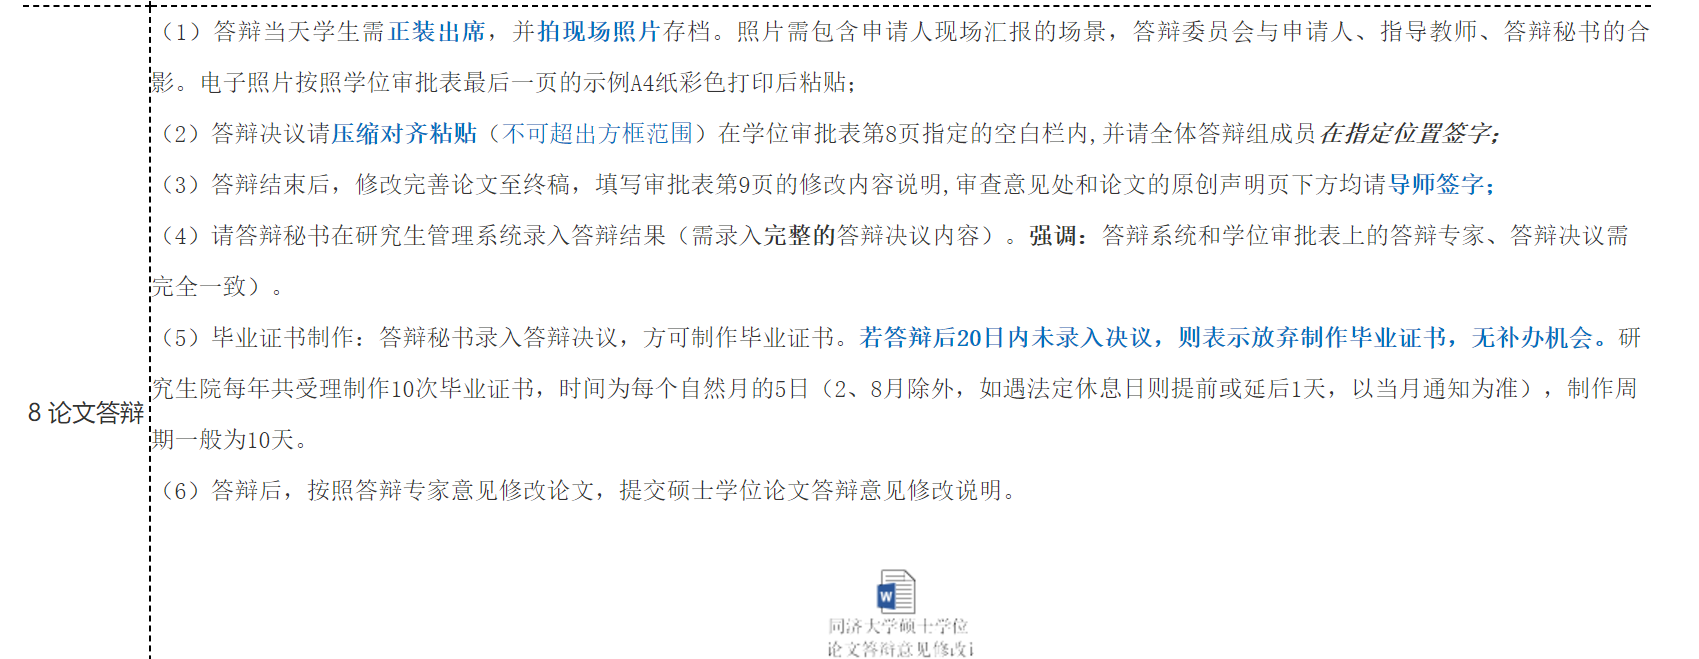 （1）答辩当天学生需正装出席，并拍现场照片存档。照片需包含申请人现场汇报的场景，答辩委员会与申请人、指导教师、答辩秘书的合
影。电子照片按照学位审批表最后一页的示例A4纸彩色打印后粘贴；
（2）答辩决议请压缩对齐粘贴（不可超出方框范围）在学位审批表第8页指定的空白栏内,并请全体答辩组成员在指定位置签字；
（3）答辩结束后，修改完善论文至终稿，填写审批表第9页的修改内容说明,审查意见处和论文的原创声明页下方均请导师签字；
（4）请答辩秘书在研究生管理系统录入答辩结果（需录入完整的答辩决议内容）。强调：答辩系统和学位审批表上的答辩专家、答辩决议需
完全一致）。
（5）毕业证书制作：答辩秘书录入答辩决议，方可制作毕业证书。若答辩后20日内未录入决议，则表示放弃制作毕业证书，无补办机会。研
究生院每年共受理制作10次毕业证书，时间为每个自然月的5日（2、8月除外，如遇法定休息日则提前或延后1天，以当月通知为准），制作周
8 论文答辩
期一般为10天。
（6）答辩后，按照答辩专家意见修改论文，提交硕士学位论文答辩意见修改说明。
W
同济大学硕士学位
论文答辩意见修改